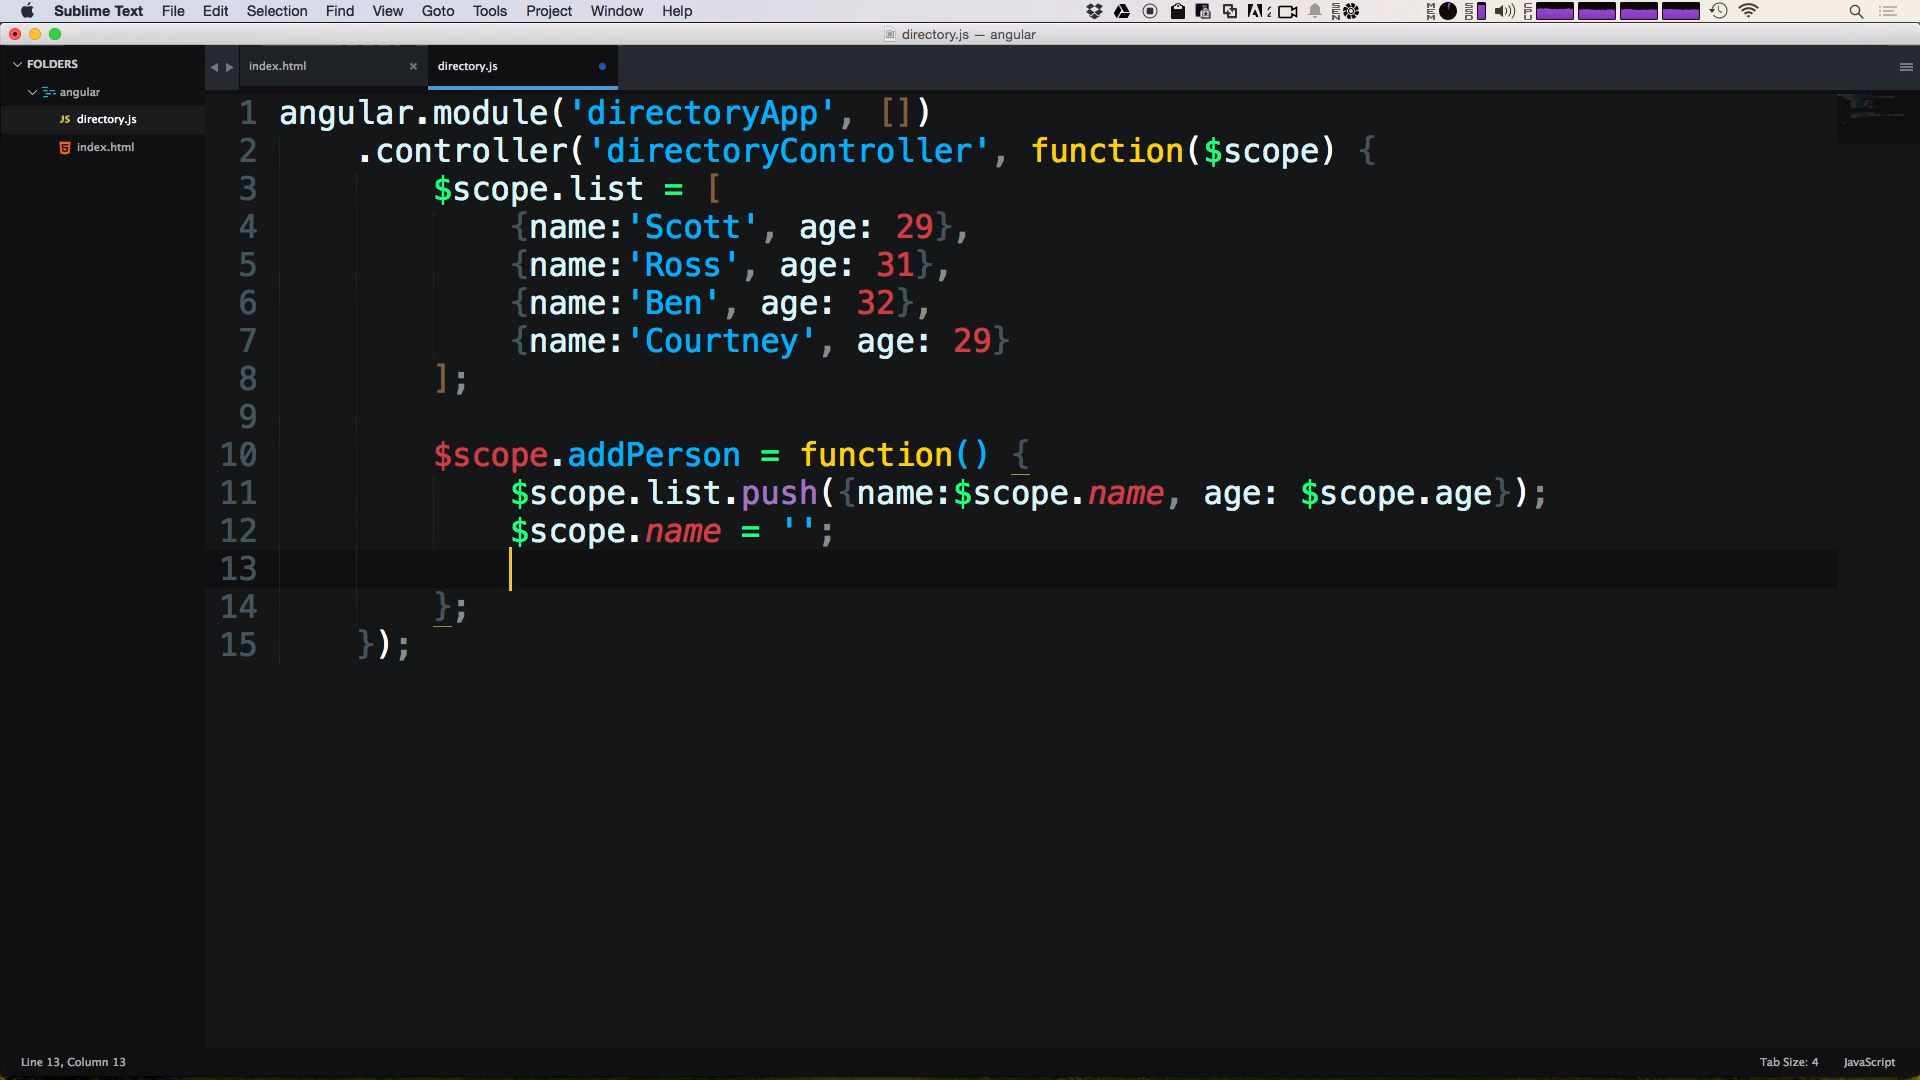 Sublime Text File Edit Selection Find View Goto Tools Project Window Help
directory.js — angular
FOLDERS
angular
JS directory.js
index.html
index.html × directory.js
1 angular.module('directoryApp', [])
2 .controller('directoryController', function($scope) {
3 $scope.list = [
4 {name:'Scott', age: 29},
5 {name:'Ross', age: 31},
6 {name:'Ben', age: 32},
7 {name:'Courtney', age: 29}
8 ];
9
10 $scope.addPerson = function() {
11 $scope.list.push({name:$scope.name, age: $scope.age});
12 $scope.name = '';
13
14 };
15 });
Line 13, Column 13
Tab Size: 4 JavaScript